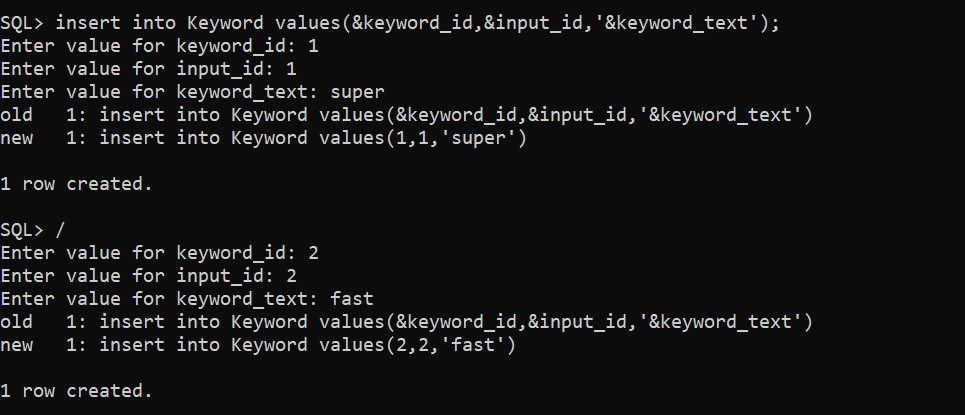 SQL> insert into Keyword values(&keyword_id,&input_id,'&keyword_text');
Enter value for keyword_id: 1
Enter value for input_id: 1
Enter value for keyword_text: super
old   1: insert into Keyword values(&keyword_id,&input_id,'&keyword_text')
new   1: insert into Keyword values(1,1,'super')

1 row created.

SQL> /
Enter value for keyword_id: 2
Enter value for input_id: 2
Enter value for keyword_text: fast
old   1: insert into Keyword values(&keyword_id,&input_id,'&keyword_text')
new   1: insert into Keyword values(2,2,'fast')

1 row created.